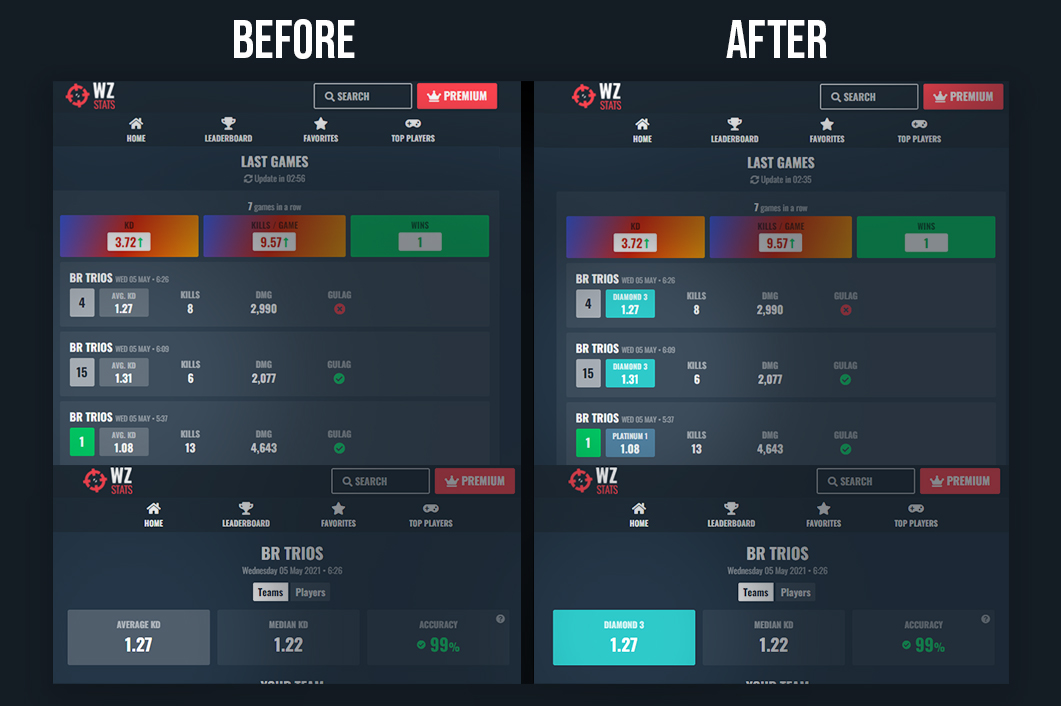 BEFORE
AFTER
WZ STATS
SEARCH
PREMIUM
HOME LEADERBOARD FAVORITES TOP PLAYERS
LAST GAMES
Update in 02:56
7 games in a row
KD KILLS / GAME WINS
3.72↑ 9.57↑ 1
BR TRIOS WED 05 MAY • 6:26
AVG. KD KILLS DMG GULAG
4 1.27 8 2,990
BR TRIOS WED 05 MAY • 6:09
AVG. KD KILLS DMG GULAG
15 1.31 6 2,077
BR TRIOS WED 05 MAY • 5:37
AVG. KD KILLS DMG GULAG
1 1.08 13 4,643
WZ STATS
SEARCH
PREMIUM
HOME LEADERBOARD FAVORITES TOP PLAYERS
BR TRIOS
Wednesday 05 May 2021 • 6:26
Teams Players
AVERAGE KD MEDIAN KD ACCURACY ?
1.27 1.22 99%
YOUR TEAM
WZ STATS
SEARCH
PREMIUM
HOME LEADERBOARD FAVORITES TOP PLAYERS
LAST GAMES
Update in 02:35
7 games in a row
KD KILLS / GAME WINS
3.72↑ 9.57↑ 1
BR TRIOS WED 05 MAY • 6:26
DIAMOND 3 KILLS DMG GULAG
4 1.27 8 2,990
BR TRIOS WED 05 MAY • 6:09
DIAMOND 3 KILLS DMG GULAG
15 1.31 6 2,077
BR TRIOS WED 05 MAY • 5:37
PLATINUM 1 KILLS DMG GULAG
1 1.08 13 4,643
WZ STATS
SEARCH
PREMIUM
HOME LEADERBOARD FAVORITES TOP PLAYERS
BR TRIOS
Wednesday 05 May 2021 • 6:26
Teams Players
DIAMOND 3 MEDIAN KD ACCURACY ?
1.27 1.22 99%
YOUR TEAM